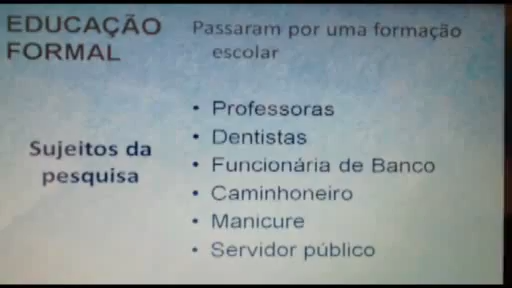 EDUCAÇÃO
FORMAL
Passaram por uma formação
escolar
Sujeitos da
pesquisa
• Professoras
• Dentistas
• Funcionária de Banco
• Caminhoneiro
• Manicure
• Servidor público